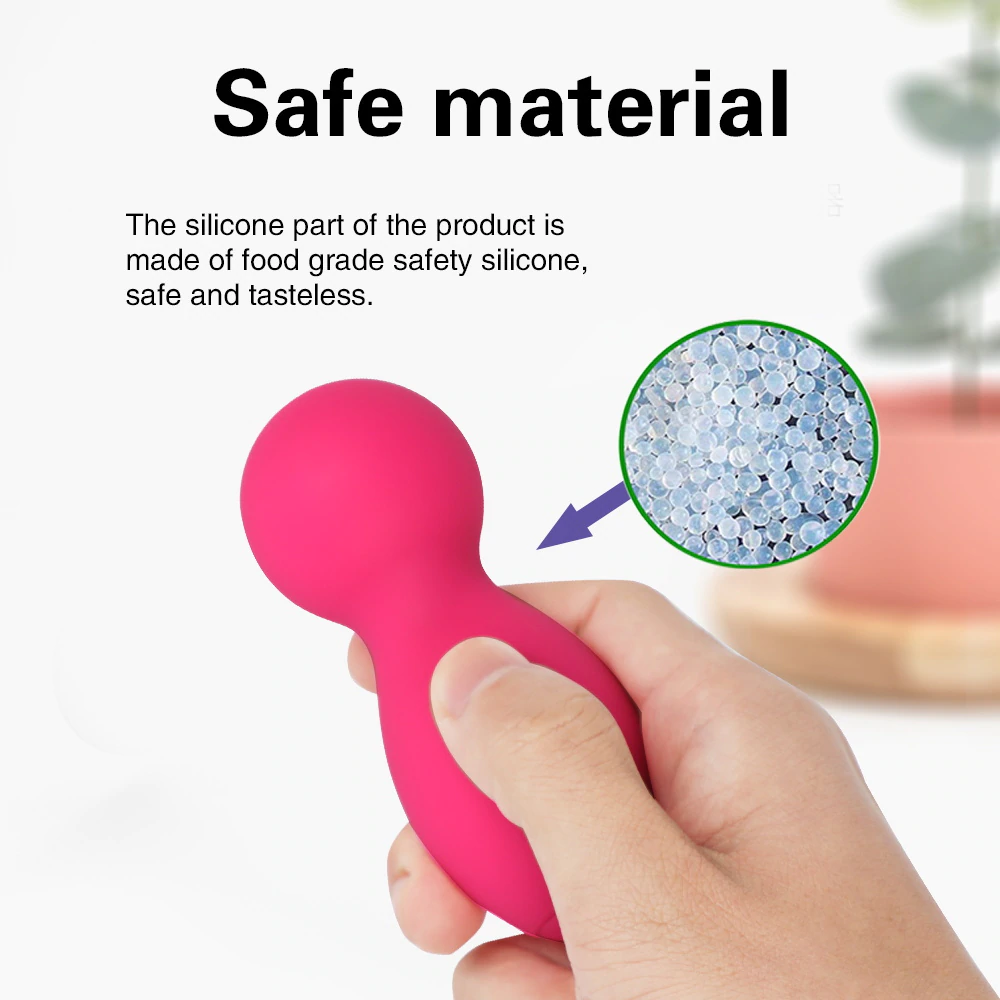 Safe material
The silicone part of the product is
made of food grade safety silicone,
safe and tasteless.